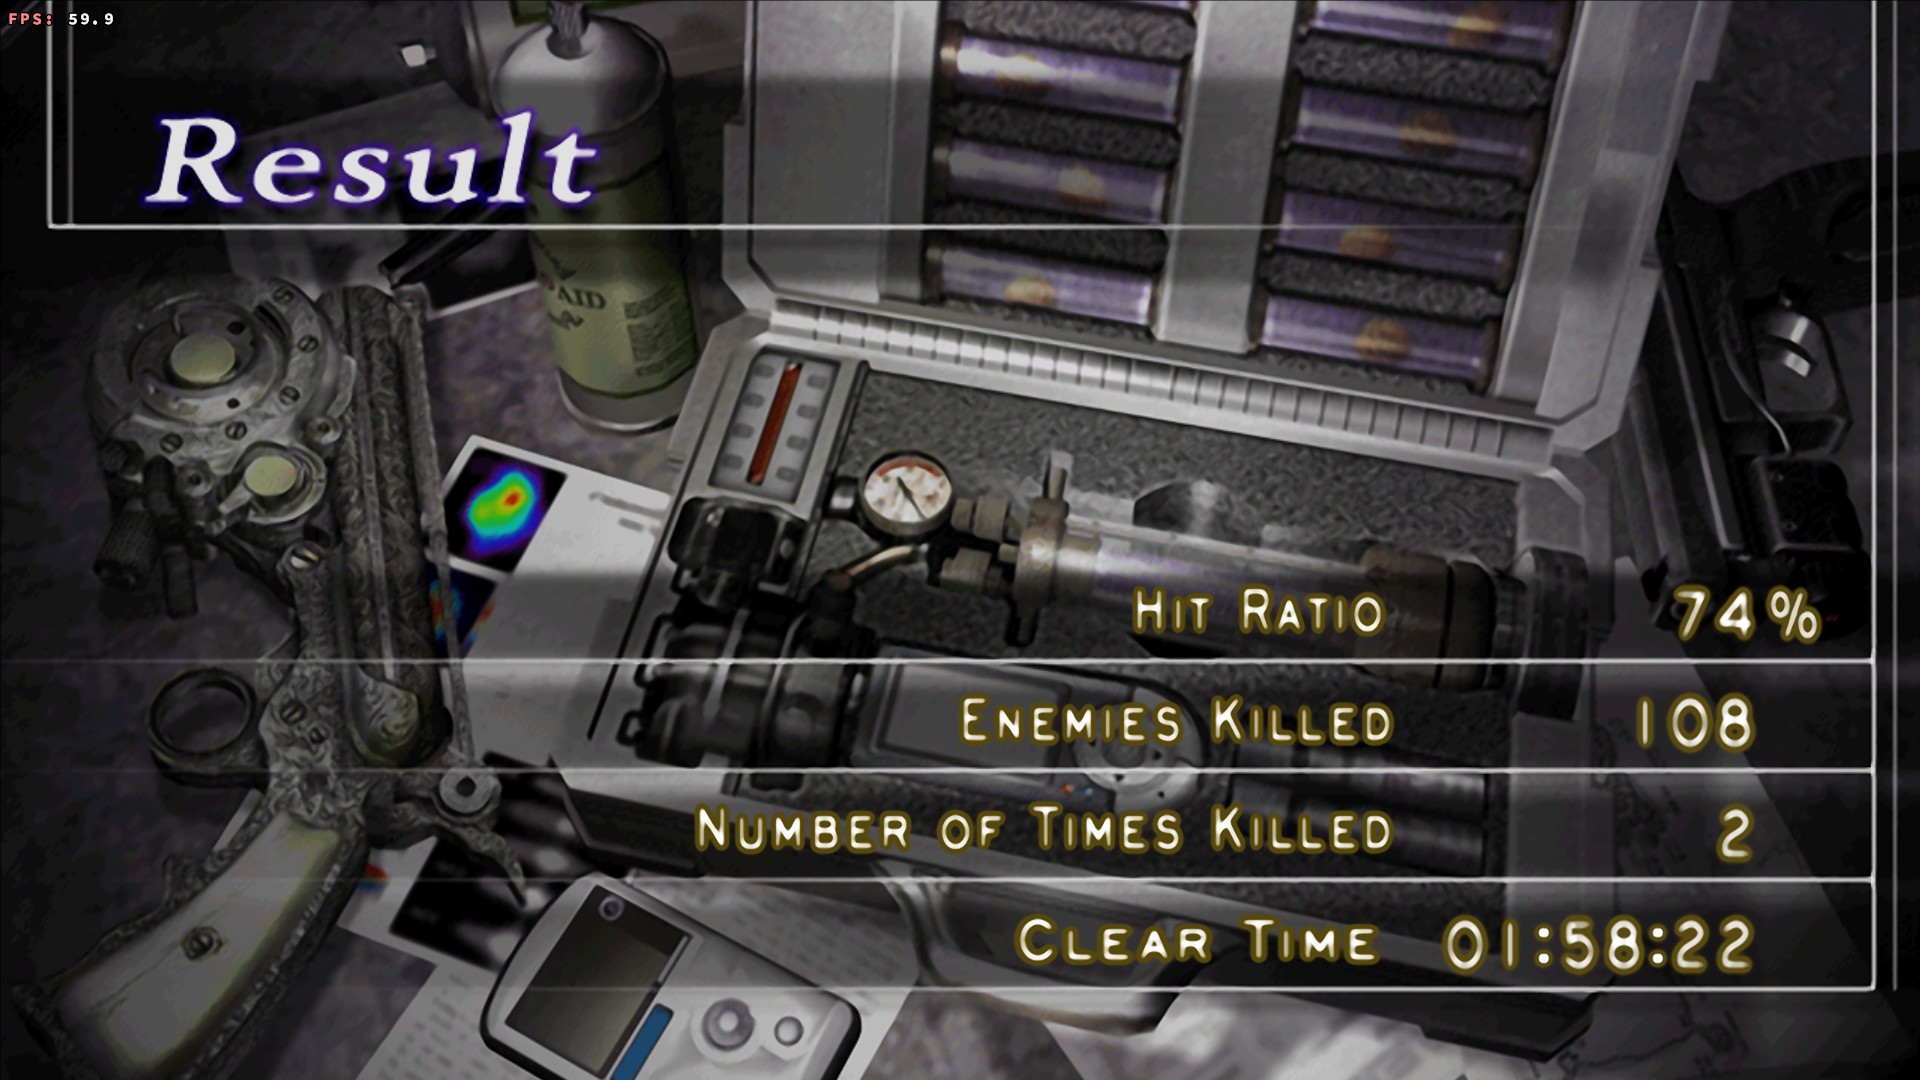 FPS: 59.9
Result
AID
HIT RATIO 74%
ENEMIES KILLED 108
NUMBER OF TIMES KILLED 2
CLEAR TIME 01:58:22